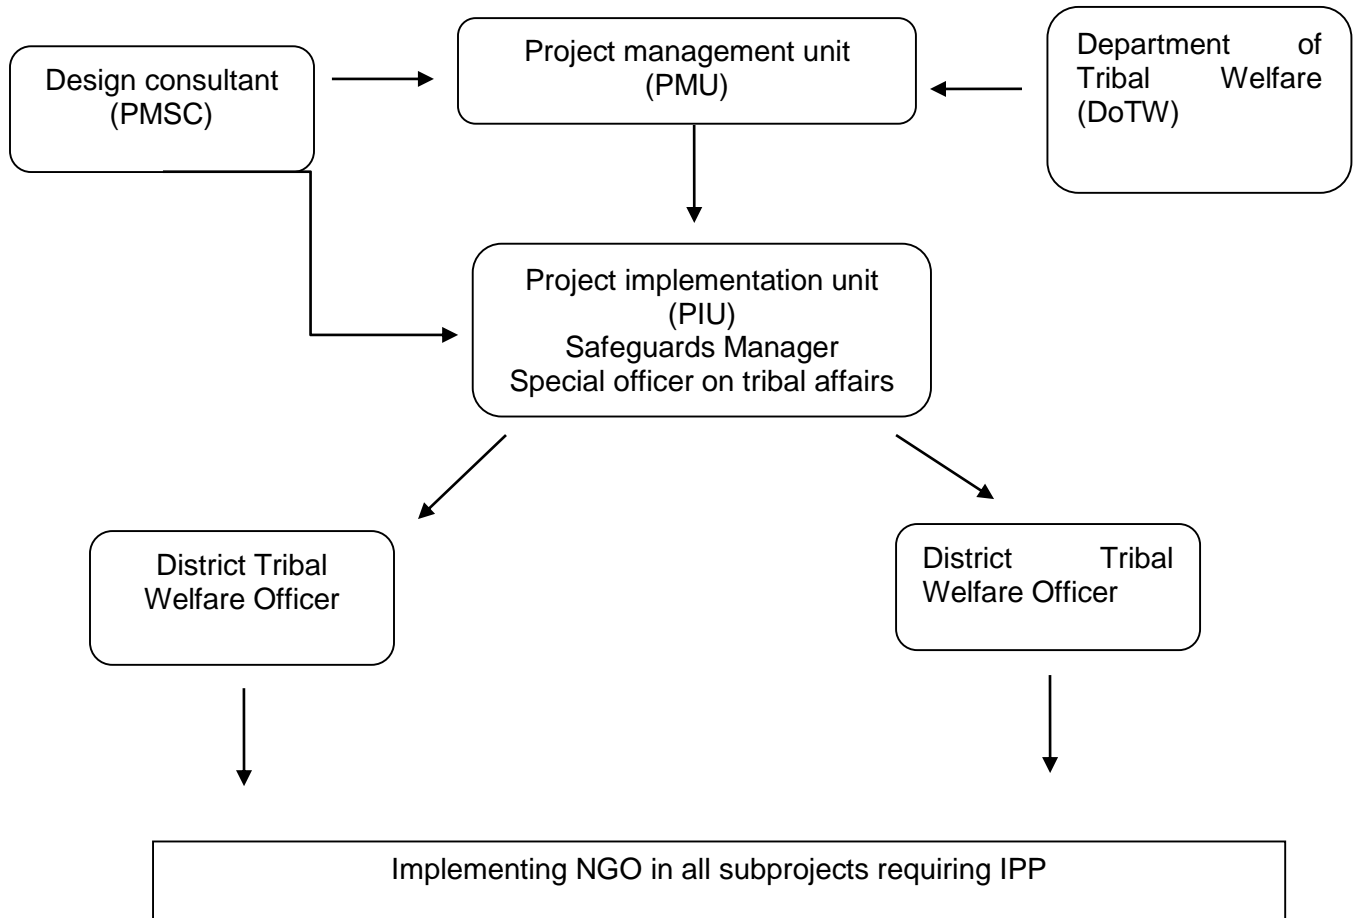 Design consultant
(PMSC)
Project management unit
(PMU)
Department of
Tribal Welfare
(DoTW)
Project implementation unit
(PIU)
Safeguards Manager
Special officer on tribal affairs
District Tribal
Welfare Officer
District Tribal
Welfare Officer
Implementing NGO in all subprojects requiring IPP